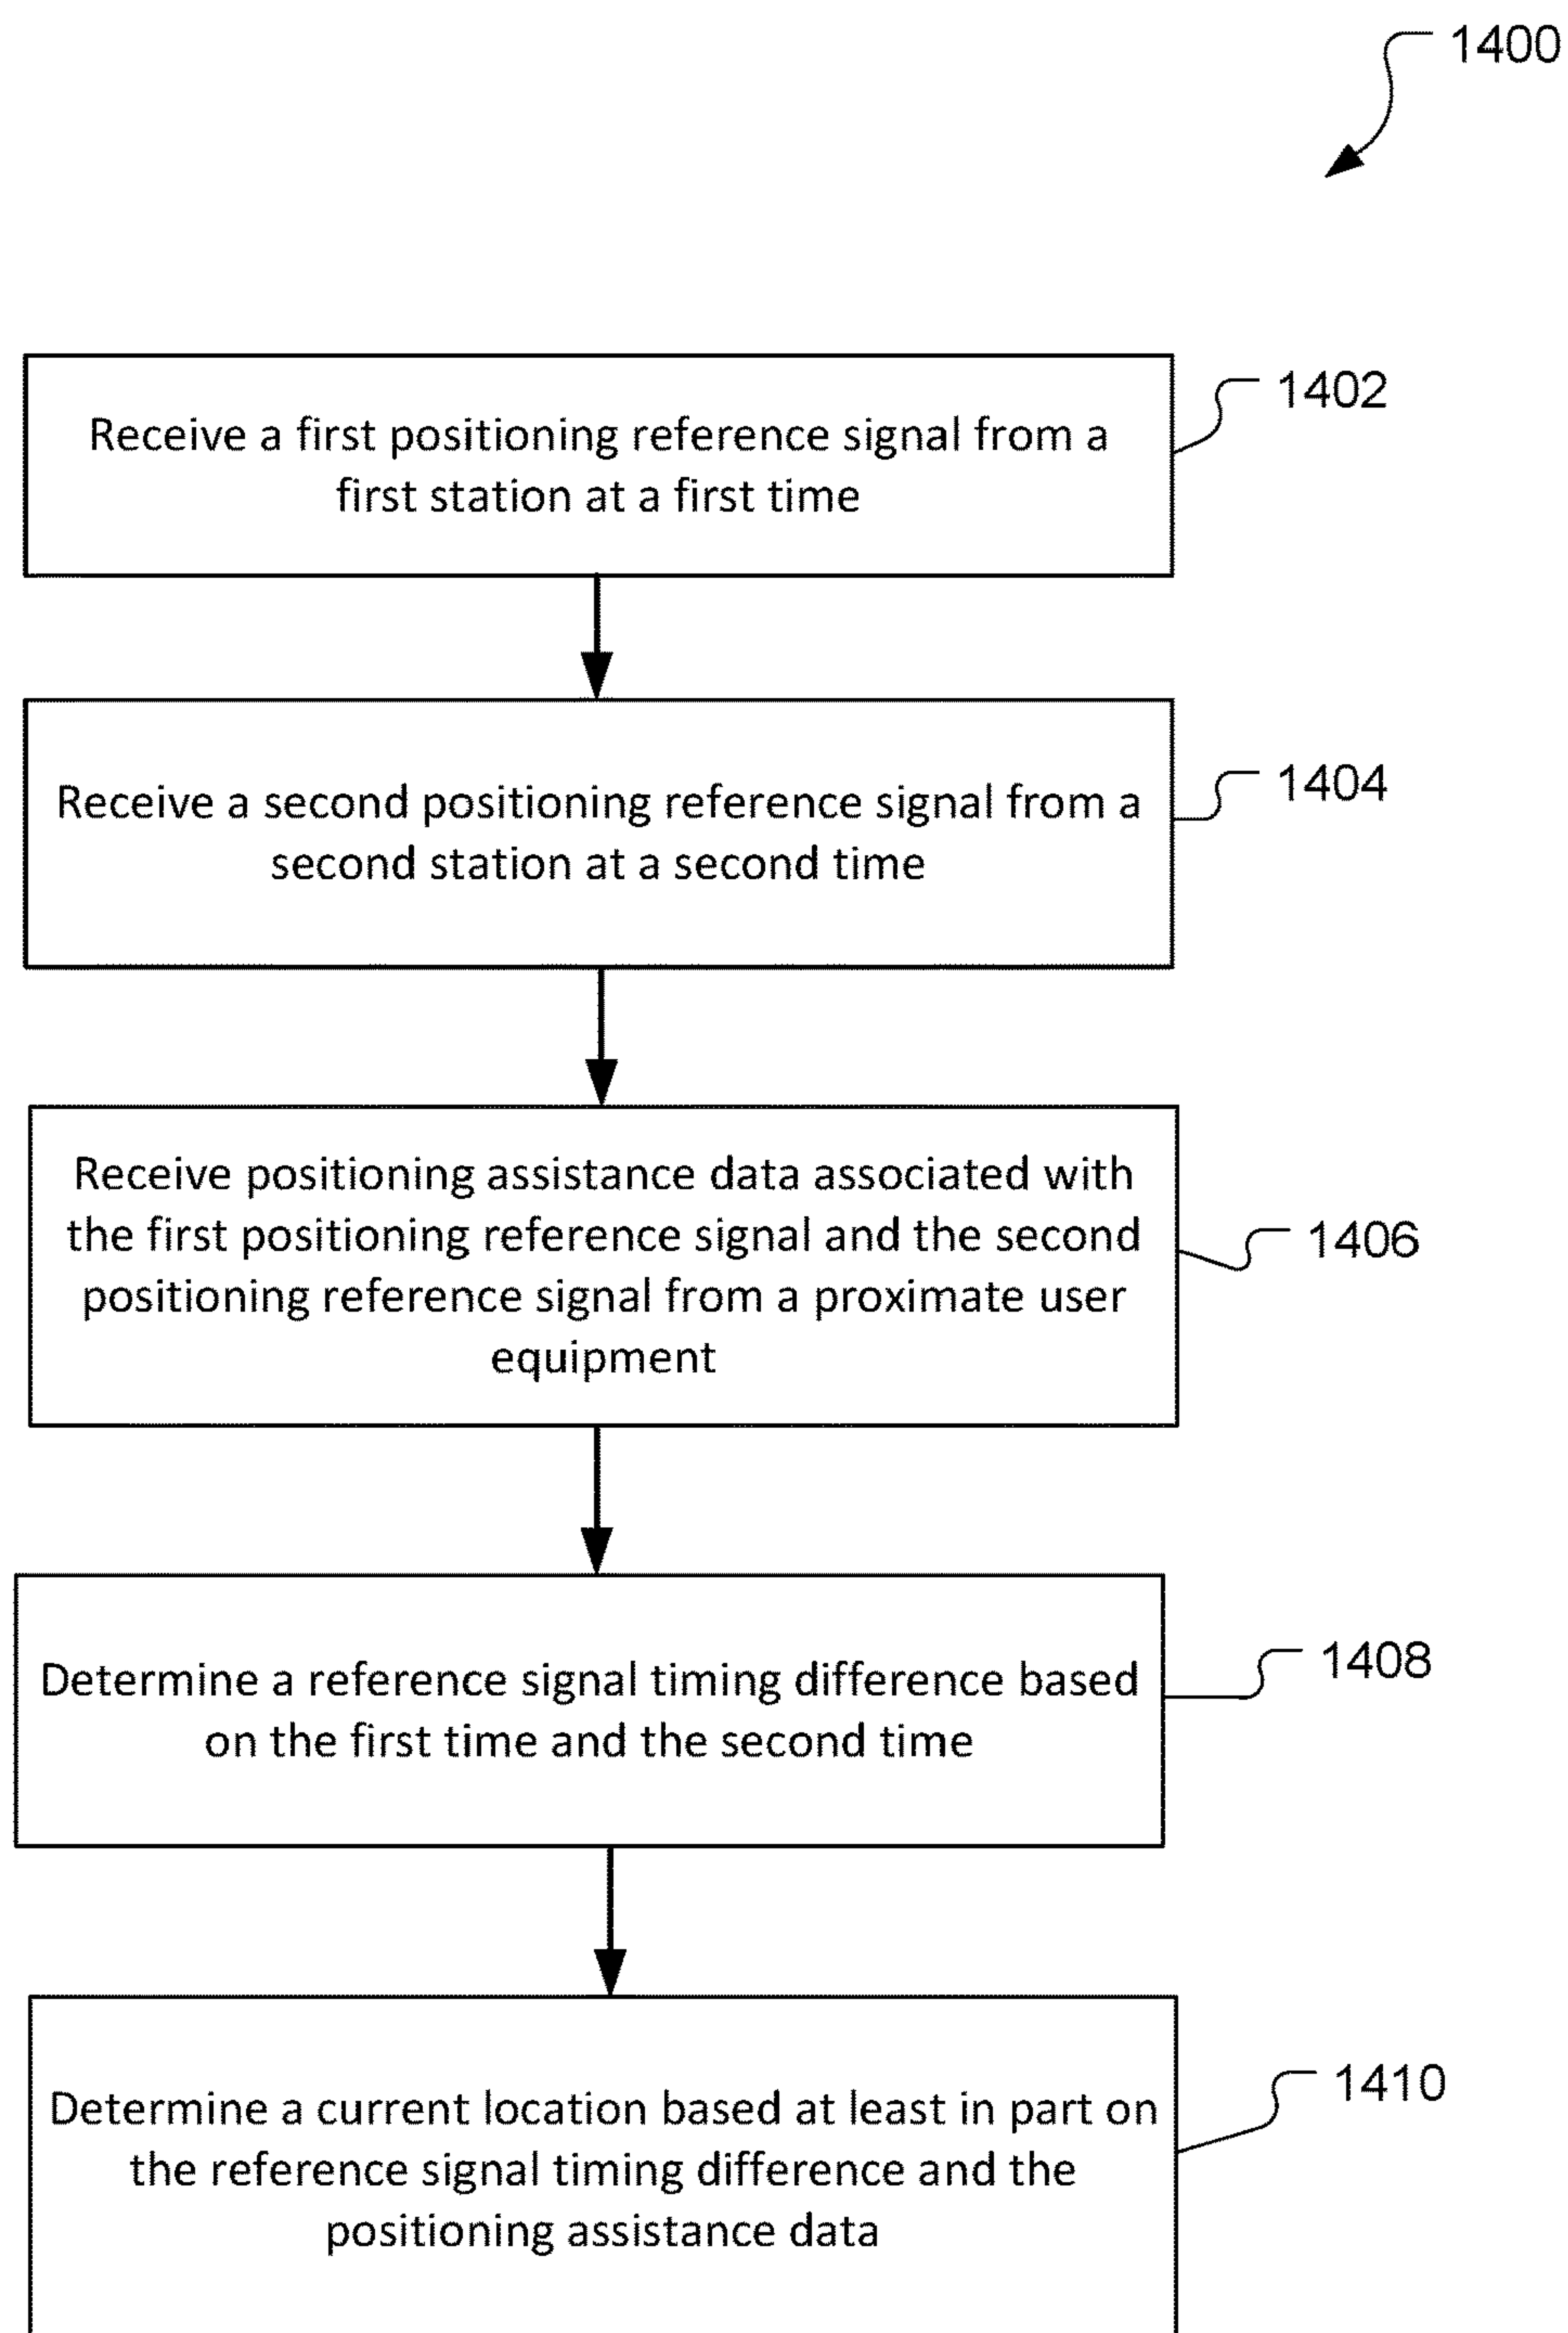 1400
Receive a first positioning reference signal from a
first station at a first time
1402
Receive a second positioning reference signal from a
second station at a second time
1404
Receive positioning assistance data associated with
the first positioning reference signal and the second
positioning reference signal from a proximate user
equipment
1406
Determine a reference signal timing difference based
on the first time and the second time
1408
Determine a current location based at least in part on
the reference signal timing difference and the
positioning assistance data
1410